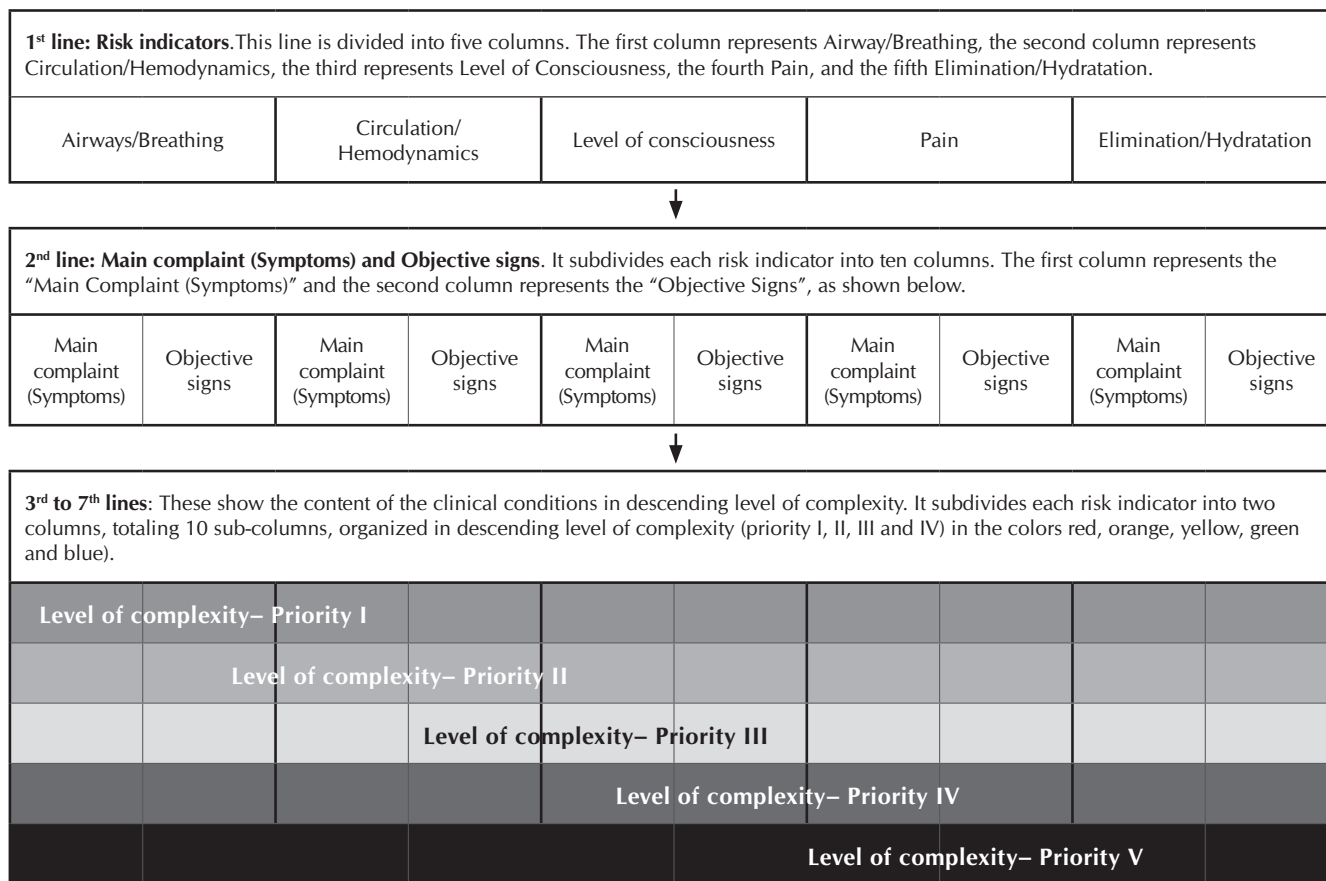 1st line: Risk indicators.This line is divided into five columns. The first column represents Airway/Breathing, the second column represents
Circulation/Hemodynamics, the third represents Level of Consciousness, the fourth Pain, and the fifth Elimination/Hydratation.
Airways/Breathing
Circulation/
Hemodynamics
Level of consciousness
Pain
Elimination/Hydratation
2nd line: Main complaint (Symptoms) and Objective signs. It subdivides each risk indicator into ten columns. The first column represents the
“Main Complaint (Symptoms)” and the second column represents the “Objective Signs”, as shown below.
Main
complaint
(Symptoms)
Objective
signs
Main
complaint
(Symptoms)
Objective
signs
Main
complaint
(Symptoms)
Objective
signs
Main
complaint
(Symptoms)
Objective
signs
Main
complaint
(Symptoms)
Objective
signs
3rd to 7th lines: These show the content of the clinical conditions in descending level of complexity. It subdivides each risk indicator into two
columns, totaling 10 sub-columns, organized in descending level of complexity (priority I, II, III and IV) in the colors red, orange, yellow, green
and blue).
Level of complexity– Priority I
Level of complexity– Priority II
Level of complexity– Priority III
Level of complexity– Priority IV
Level of complexity– Priority V